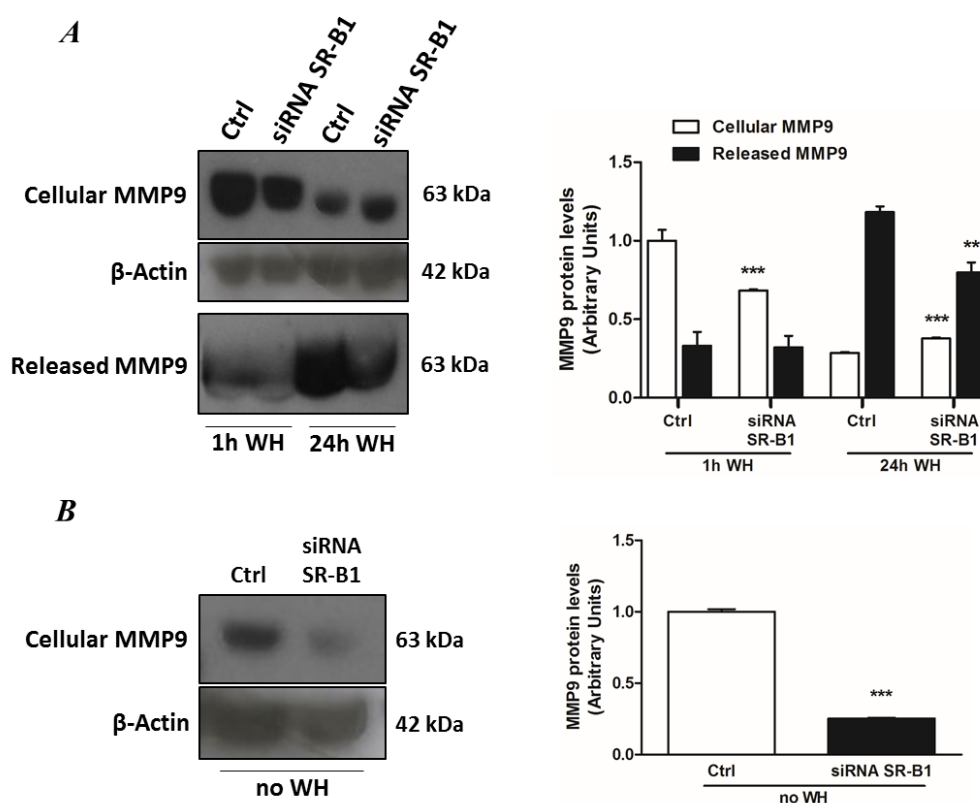 A
Ctrl
siRNA SR-B1
Ctrl
siRNA SR-B1
Cellular MMP9
63 kDa
β-Actin
42 kDa
Released MMP9
63 kDa
1h WH
24h WH
Cellular MMP9
Released MMP9
MMP9 protein levels
(Arbitrary Units)
1.5
1.0
0.5
0.0
***
***
**
Ctrl
siRNA
SR-B1
Ctrl
siRNA
SR-B1
1h WH
24h WH
B
Ctrl
siRNA
SR-B1
Cellular MMP9
63 kDa
β-Actin
42 kDa
no WH
MMP9 protein levels
(Arbitrary Units)
1.5
1.0
0.5
0.0
***
Ctrl
siRNA SR-B1
no WH